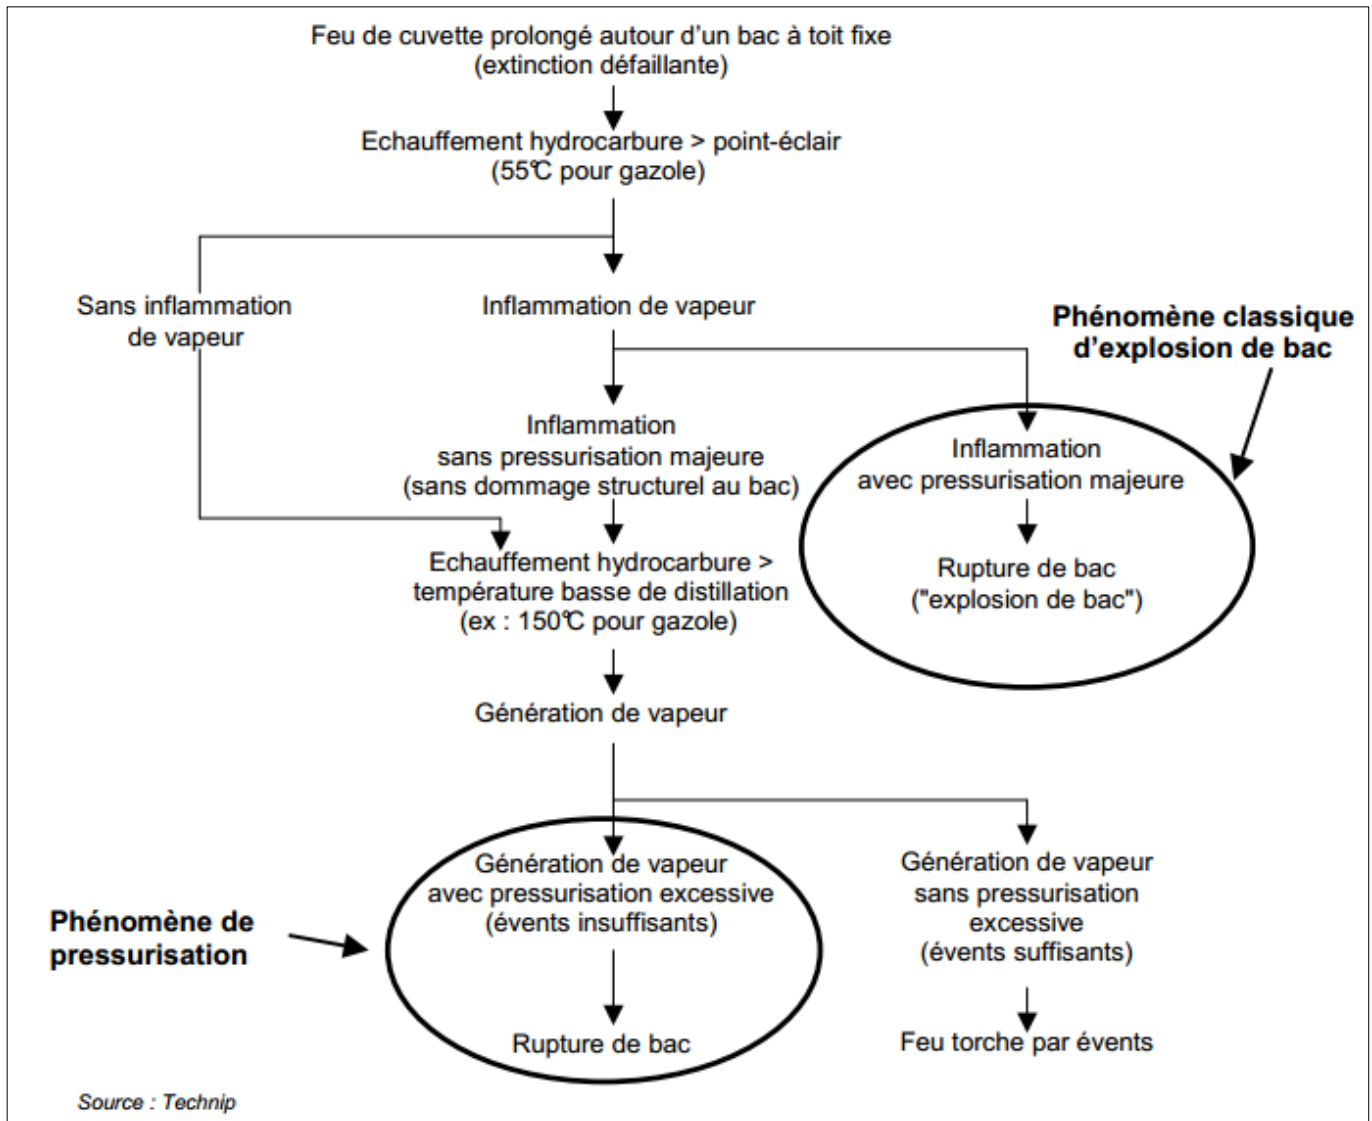 Feu de cuvette prolongé autour d'un bac à toit fixe
(extinction défaillante)
Echauffement hydrocarbure > point-éclair
(55°C pour gazole)
Sans inflammation
de vapeur
Inflammation de vapeur
Phénomène classique
d'explosion de bac
Inflammation
sans pressurisation majeure
(sans dommage structurel au bac)
Inflammation
avec pressurisation majeure
Echauffement hydrocarbure >
température basse de distillation
(ex : 150°C pour gazole)
Rupture de bac
("explosion de bac")
Génération de vapeur
Génération de vapeur
avec pressurisation excessive
(évents insuffisants)
Génération de vapeur
sans pressurisation
excessive
(évents suffisants)
Phénomène de
pressurisation
Rupture de bac
Feu torche par évents
Source : Technip